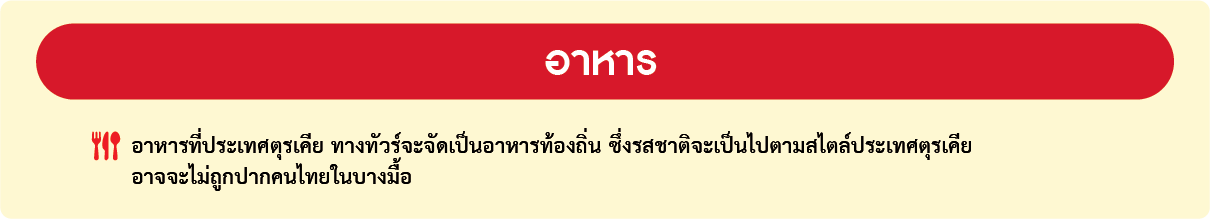 อาหาร
อาหารที่ประเทศตุรเคีย ทางทัวร์จะจัดเป็นอาหารท้องถิ่น ซึ่งรสชาติจะเป็นไปตามสไตล์ประเทศตุรเคีย
อาจจะไม่ถูกปากคนไทยในบางมื้อ